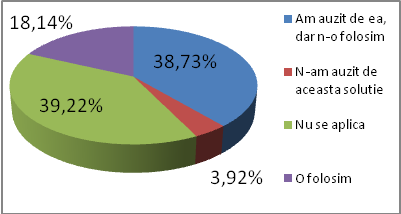 18,14%
38,73%
39,22%
3,92%
Am auzit de ea,
dar n-o folosim
N-am auzit de
aceasta solutie
Nu se aplica
O folosim